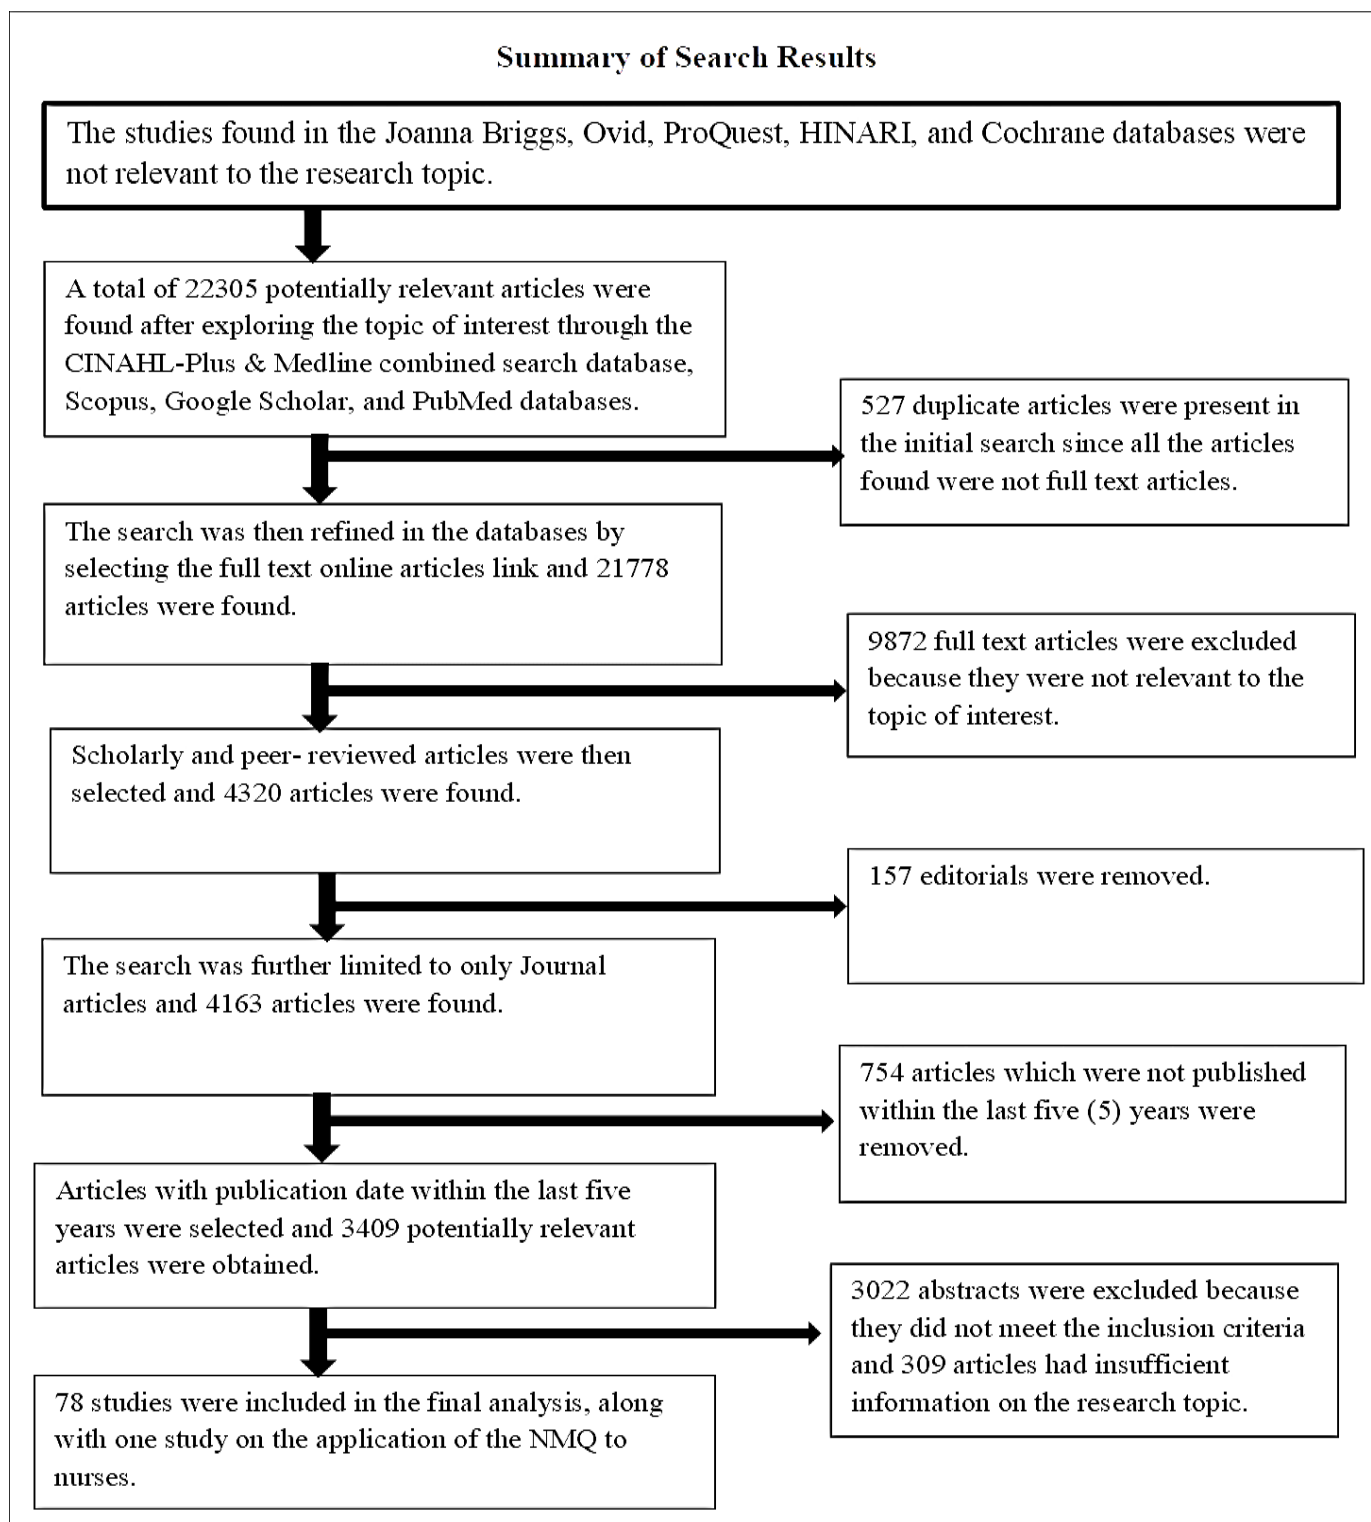 Summary of Search Results
The studies found in the Joanna Briggs, Ovid, ProQuest, HINARI, and Cochrane databases were
not relevant to the research topic.
A total of 22305 potentially relevant articles were
found after exploring the topic of interest through the
CINAHL-Plus & Medline combined search database,
Scopus, Google Scholar, and PubMed databases.
527 duplicate articles were present in
the initial search since all the articles
found were not full text articles.
The search was then refined in the databases by
selecting the full text online articles link and 21778
articles were found.
9872 full text articles were excluded
because they were not relevant to the
topic of interest.
Scholarly and peer- reviewed articles were then
selected and 4320 articles were found.
157 editorials were removed.
The search was further limited to only Journal
articles and 4163 articles were found.
754 articles which were not published
within the last five (5) years were
removed.
Articles with publication date within the last five
years were selected and 3409 potentially relevant
articles were obtained.
3022 abstracts were excluded because
they did not meet the inclusion criteria
and 309 articles had insufficient
information on the research topic.
78 studies were included in the final analysis, along
with one study on the application of the NMQ to
nurses.